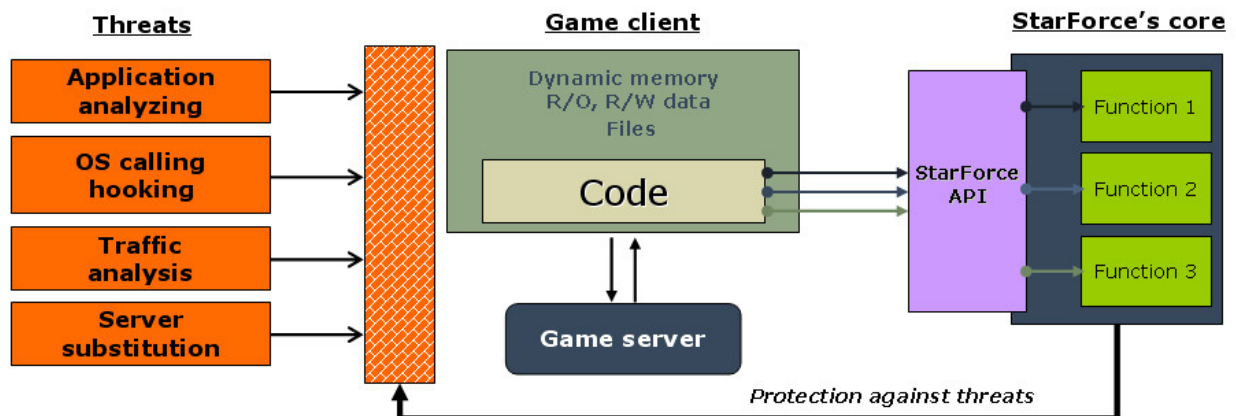 Threats
Game client
StarForce's core
Application
analyzing
OS calling
hooking
Traffic
analysis
Server
substitution
Dynamic memory
R/O, R/W data
Files
Code
Game server
StarForce
API
Function 1
Function 2
Function 3
Protection against threats